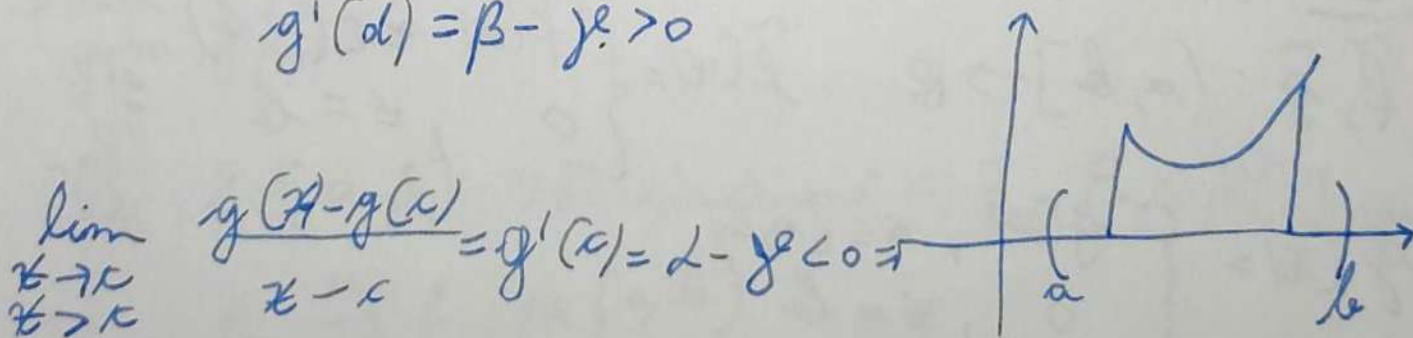 g'(d) = β - γ > 0
lim x→c x>c (g(x) - g(c))/(x - c) = g'(c) = α - γ < 0 ⇒
a b